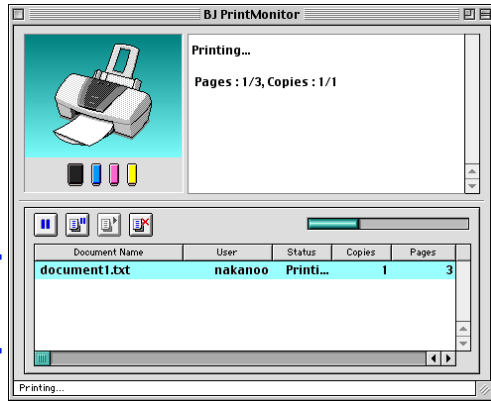 BJ PrintMonitor
Printing...
Pages : 1/3, Copies : 1/1
Document Name User Status Copies Pages
document1.txt nakanoo Printi... 1 3
Printing...